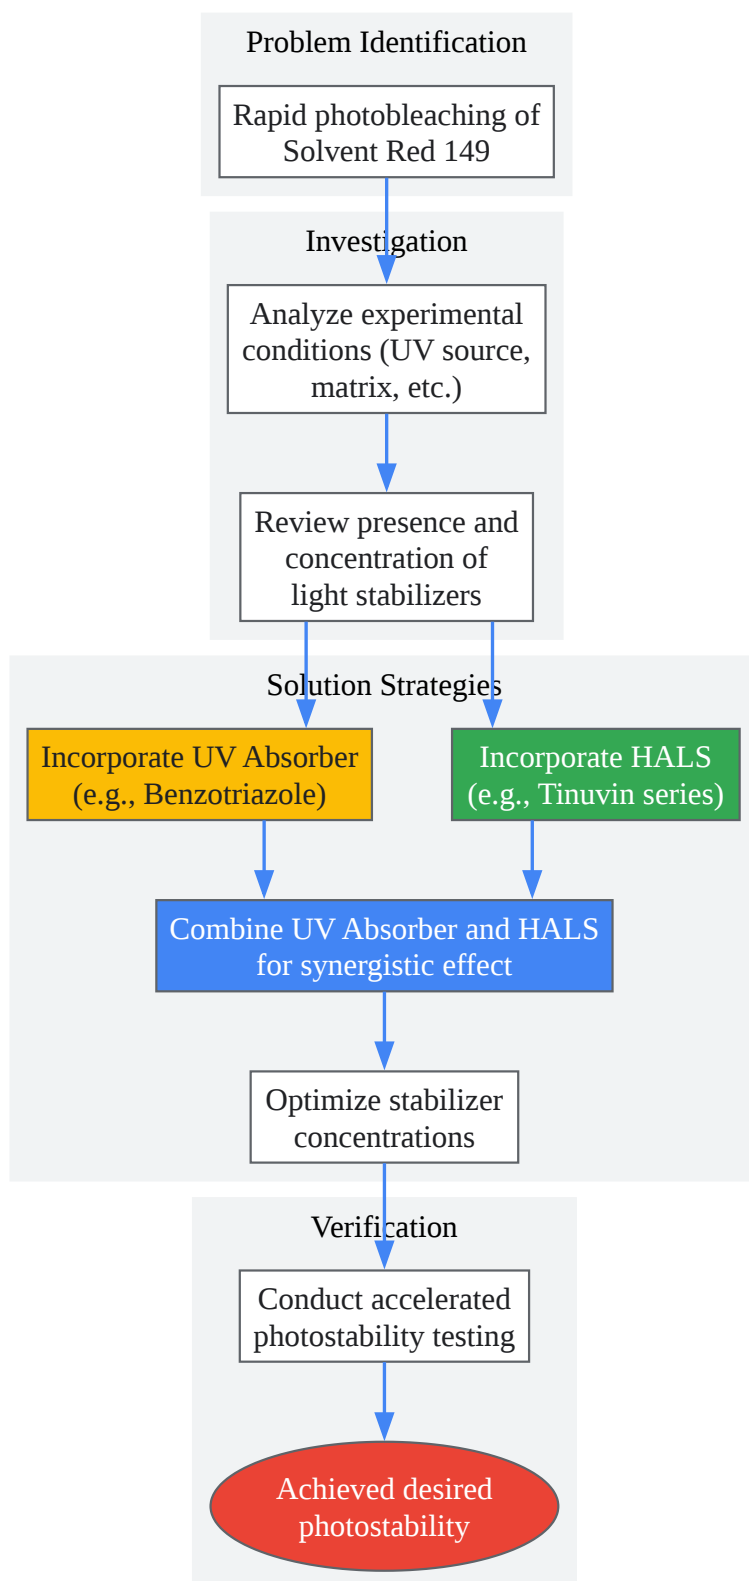 Problem Identification
Rapid photobleaching of
Solvent Red 149
Investigation
Analyze experimental
conditions (UV source,
matrix, etc.)
Review presence and
concentration of
light stabilizers
Solution Strategies
Incorporate UV Absorber
(e.g., Benzotriazole)
Incorporate HALS
(e.g., Tinuvin series)
Combine UV Absorber and HALS
for synergistic effect
Optimize stabilizer
concentrations
Verification
Conduct accelerated
photostability testing
Achieved desired
photostability